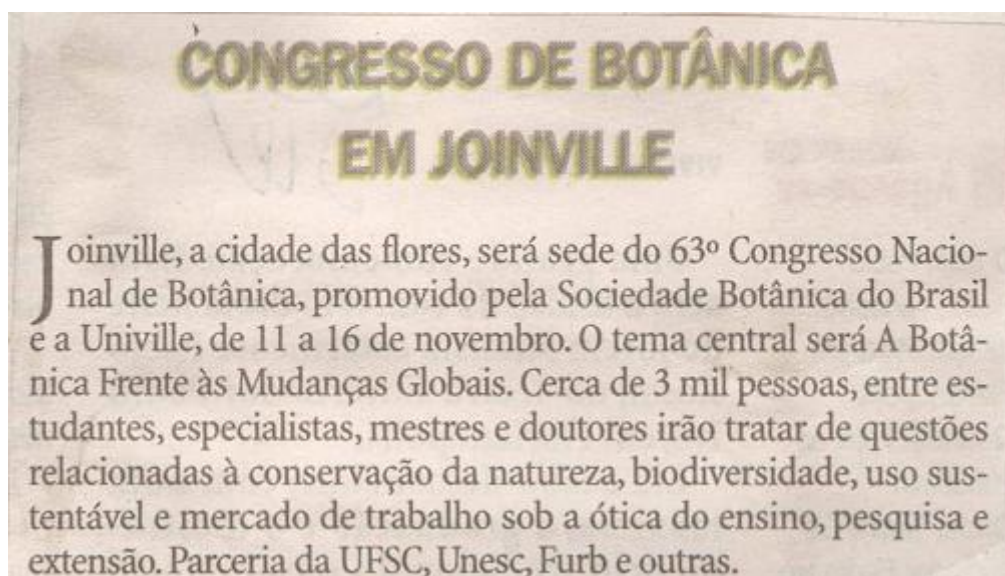 CONGRESSO DE BOTÂNICA
EM JOINVILLE
Joinville, a cidade das flores, será sede do 63º Congresso Nacio-
nal de Botânica, promovido pela Sociedade Botânica do Brasil
e a Univille, de 11 a 16 de novembro. O tema central será A Botâ-
nica Frente às Mudanças Globais. Cerca de 3 mil pessoas, entre es-
tudantes, especialistas, mestres e doutores irão tratar de questões
relacionadas à conservação da natureza, biodiversidade, uso sus-
tentável e mercado de trabalho sob a ótica do ensino, pesquisa e
extensão. Parceria da UFSC, Unesc, Furb e outras.